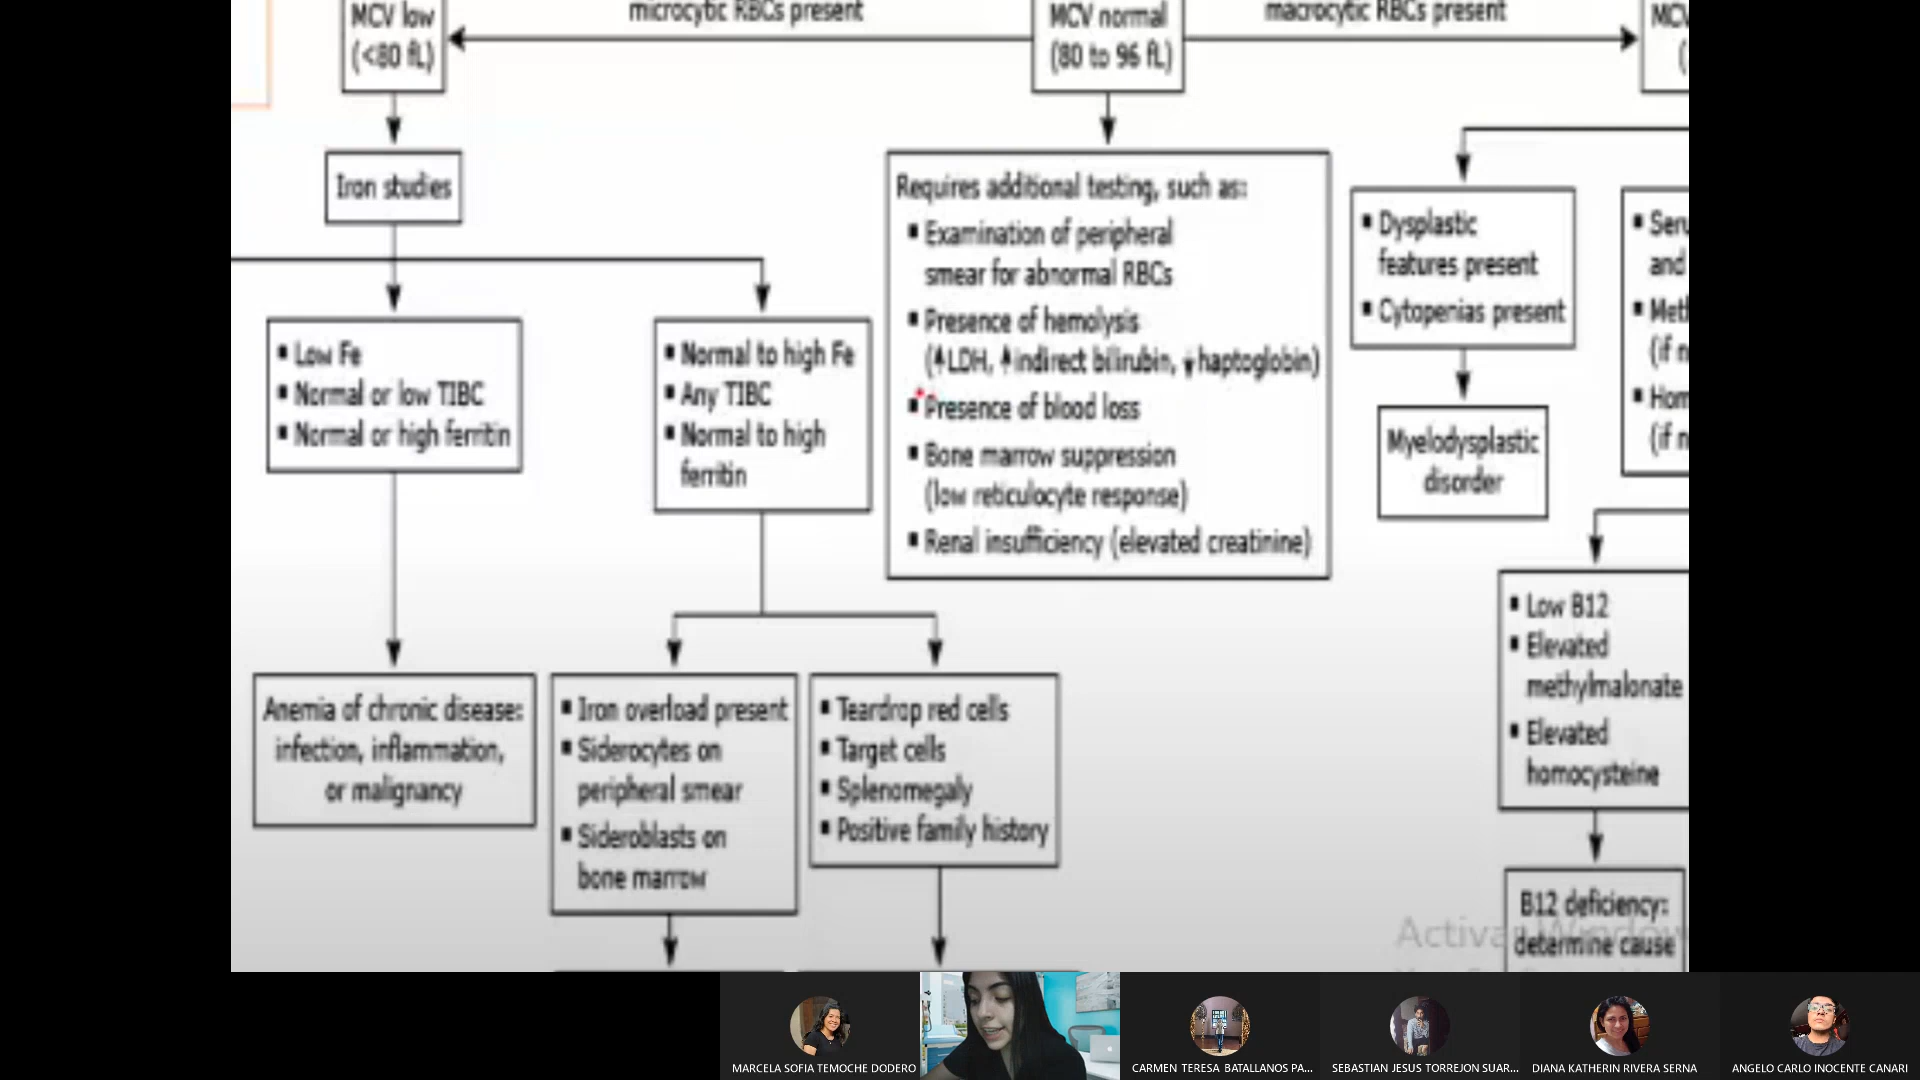 MCV low
(<80 fL)
microcytic RBCs present
MCV normal
(80 to 96 fL)
macrocytic RBCs present
MCV
(
Iron studies
▪ Low Fe
▪ Normal or low TIBC
▪ Normal or high ferritin
▪ Normal to high Fe
▪ Any TIBC
▪ Normal to high
ferritin
Requires additional testing, such as:
▪ Examination of peripheral
smear for abnormal RBCs
▪ Presence of hemolysis
(↑LDH, ↑indirect bilirubin, ↓haptoglobin)
▪ Presence of blood loss
▪ Bone marrow suppression
(low reticulocyte response)
▪ Renal insufficiency (elevated creatinine)
▪ Dysplastic
features present
▪ Cytopenias present
Myelodysplastic
disorder
▪ Seru
and
▪ Meth
(if n
▪ Hom
(if n
Anemia of chronic disease:
infection, inflammation,
or malignancy
▪ Iron overload present
▪ Siderocytes on
peripheral smear
▪ Sideroblasts on
bone marrow
▪ Teardrop red cells
▪ Target cells
▪ Splenomegaly
▪ Positive family history
▪ Low B12
▪ Elevated
methylmalonate
▪ Elevated
homocysteine
B12 deficiency:
determine cause
MARCELA SOFIA TEMOCHE DODERO
CARMEN TERESA BATALLANOS PA...
SEBASTIAN JESUS TORREJON SUAR...
DIANA KATHERIN RIVERA SERNA
ANGELO CARLO INOCENTE CANARI